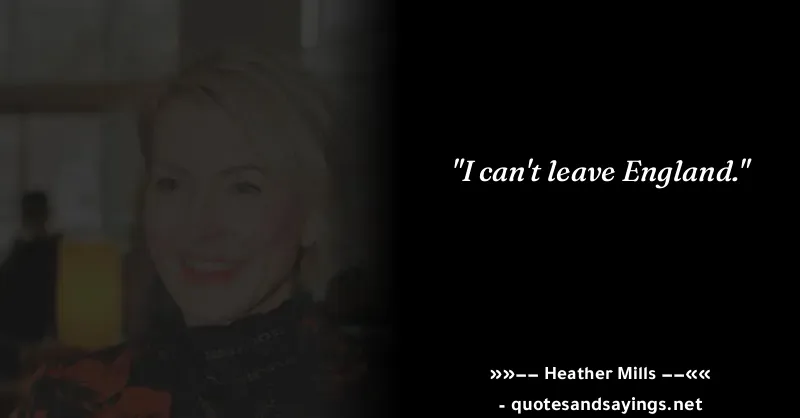 "I can't leave England."
»»−− Heather Mills −−««
- quotesandsayings.net